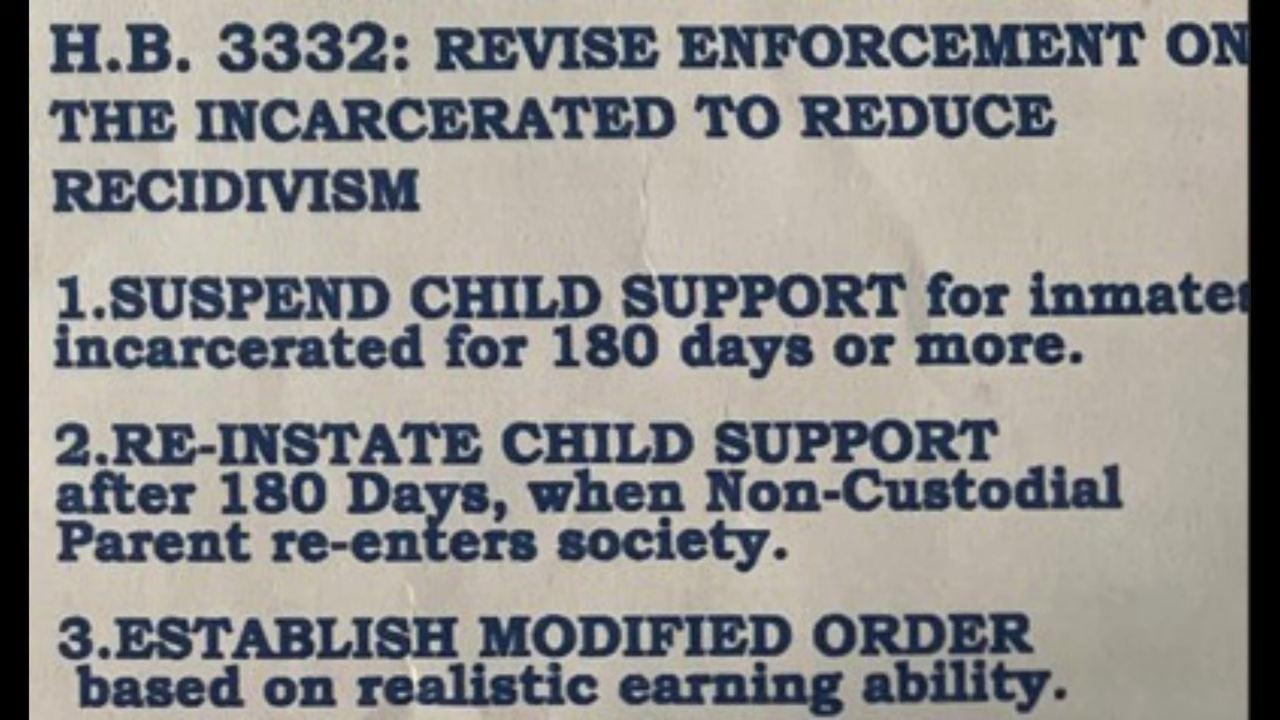 H.B. 3332: REVISE ENFORCEMENT ON
THE INCARCERATED TO REDUCE
RECIDIVISM
1.SUSPEND CHILD SUPPORT for inmates
incarcerated for 180 days or more.
2.RE-INSTATE CHILD SUPPORT
after 180 Days, when Non-Custodial
Parent re-enters society.
3.ESTABLISH MODIFIED ORDER
based on realistic earning ability.